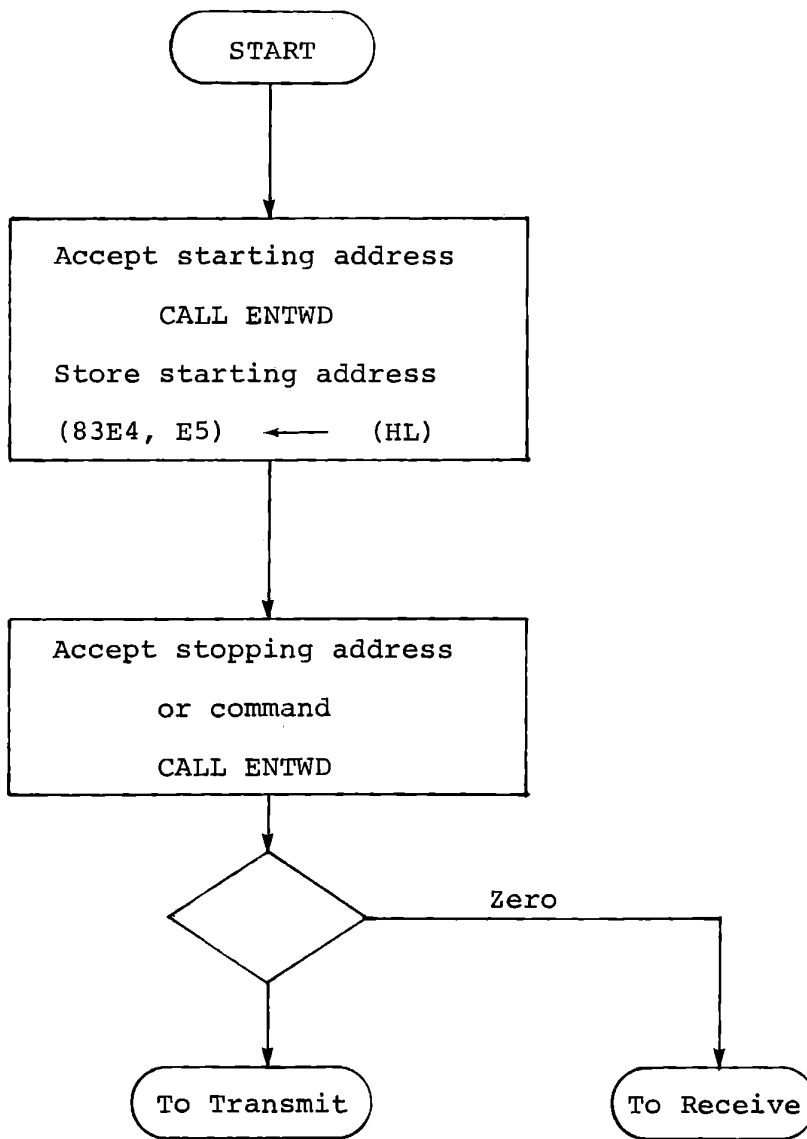 START
Accept starting address
CALL ENTWD
Store starting address
(83E4, E5) ← (HL)
Accept stopping address
or command
CALL ENTWD
Zero
To Transmit
To Receive